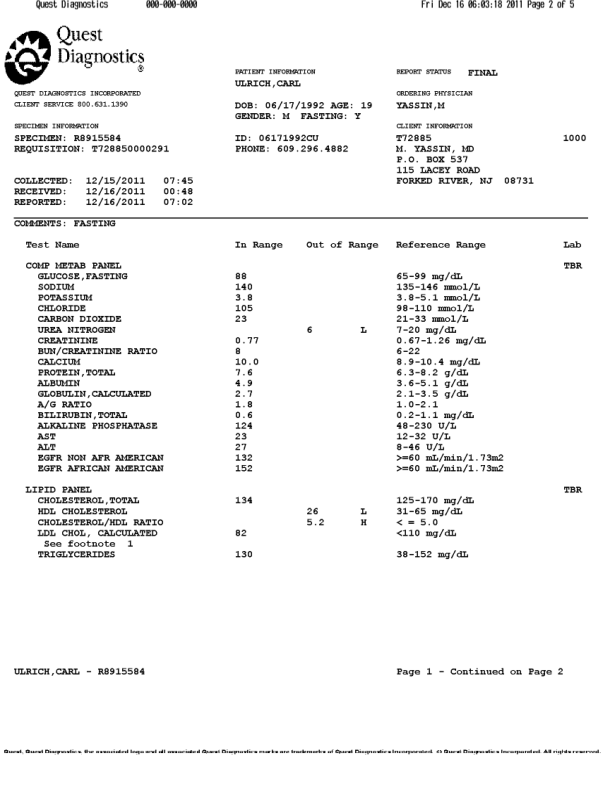 Quest Diagnostics 000-000-0000 Fri Dec 16 06:03:18 2011 Page 2 of 5
Quest
Diagnostics®
PATIENT INFORMATION REPORT STATUS FINAL
ULRICH,CARL
QUEST DIAGNOSTICS INCORPORATED ORDERING PHYSICIAN
CLIENT SERVICE 800.631.1390 DOB: 06/17/1992 AGE: 19 YASSIN,M
GENDER: M FASTING: Y
SPECIMEN INFORMATION CLIENT INFORMATION
SPECIMEN: R8915584 ID: 06171992CU T72885 1000
REQUISITION: T728850000291 PHONE: 609.296.4882 M. YASSIN, MD
P.O. BOX 537
115 LACEY ROAD
COLLECTED: 12/15/2011 07:45 FORKED RIVER, NJ 08731
RECEIVED: 12/16/2011 00:48
REPORTED: 12/16/2011 07:02
COMMENTS: FASTING
Test Name In Range Out of Range Reference Range Lab
COMP METAB PANEL TBR
GLUCOSE,FASTING 88 65-99 mg/dL
SODIUM 140 135-146 mmol/L
POTASSIUM 3.8 3.8-5.1 mmol/L
CHLORIDE 105 98-110 mmol/L
CARBON DIOXIDE 23 21-33 mmol/L
UREA NITROGEN 6 L 7-20 mg/dL
CREATININE 0.77 0.67-1.26 mg/dL
BUN/CREATININE RATIO 8 6-22
CALCIUM 10.0 8.9-10.4 mg/dL
PROTEIN,TOTAL 7.6 6.3-8.2 g/dL
ALBUMIN 4.9 3.6-5.1 g/dL
GLOBULIN,CALCULATED 2.7 2.1-3.5 g/dL
A/G RATIO 1.8 1.0-2.1
BILIRUBIN,TOTAL 0.6 0.2-1.1 mg/dL
ALKALINE PHOSPHATASE 124 48-230 U/L
AST 23 12-32 U/L
ALT 27 8-46 U/L
EGFR NON AFR AMERICAN 132 >=60 mL/min/1.73m2
EGFR AFRICAN AMERICAN 152 >=60 mL/min/1.73m2
LIPID PANEL TBR
CHOLESTEROL,TOTAL 134 125-170 mg/dL
HDL CHOLESTEROL 26 L 31-65 mg/dL
CHOLESTEROL/HDL RATIO 5.2 H < = 5.0
LDL CHOL, CALCULATED 82 <110 mg/dL
See footnote 1
TRIGLYCERIDES 130 38-152 mg/dL
ULRICH,CARL - R8915584 Page 1 - Continued on Page 2
Quest, Quest Diagnostics, the associated logo and all associated Quest Diagnostics marks are trademarks of Quest Diagnostics Incorporated. © Quest Diagnostics Incorporated. All rights reserved.